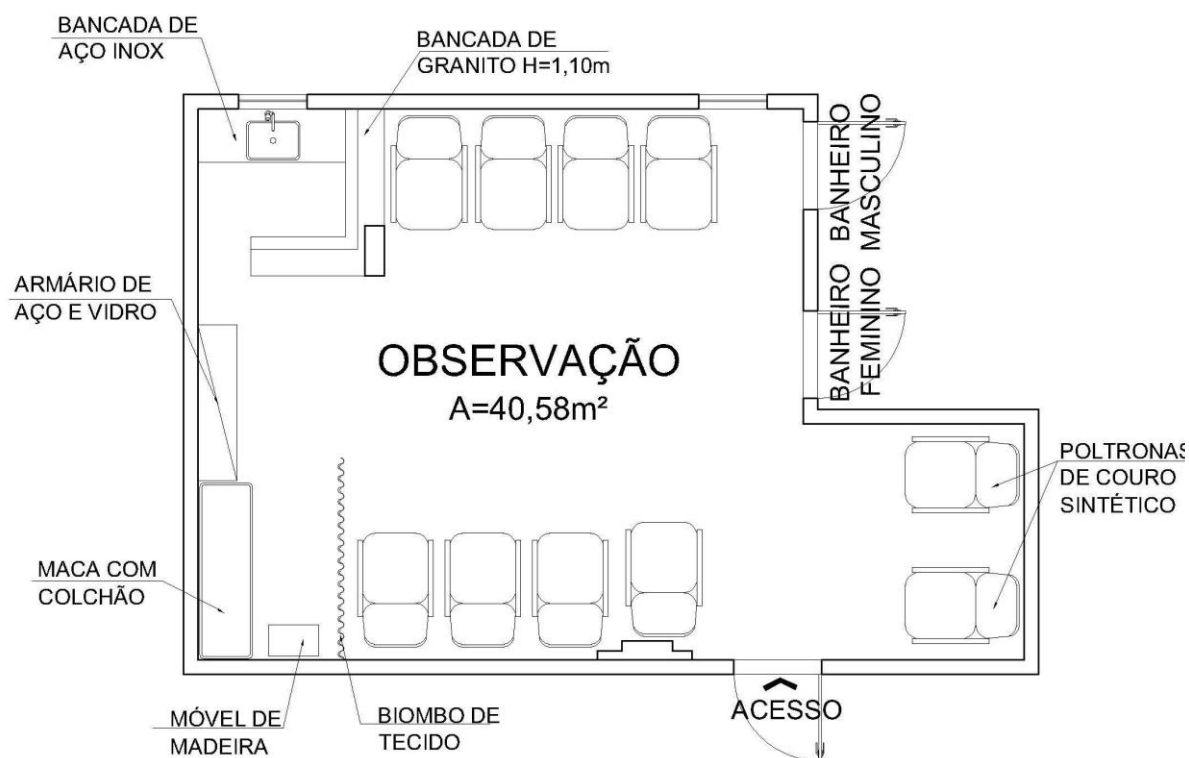 BANCADA DE
AÇO INOX
BANCADA DE
GRANITO H=1,10m
BANHEIRO
MASCULINO
ARMÁRIO DE
AÇO E VIDRO
BANHEIRO
FEMININO
OBSERVAÇÃO
A=40,58m²
POLTRONAS
DE COURO
SINTÉTICO
MACA COM
COLCHÃO
ACESSO
MÓVEL DE
MADEIRA
BIOMBO DE
TECIDO